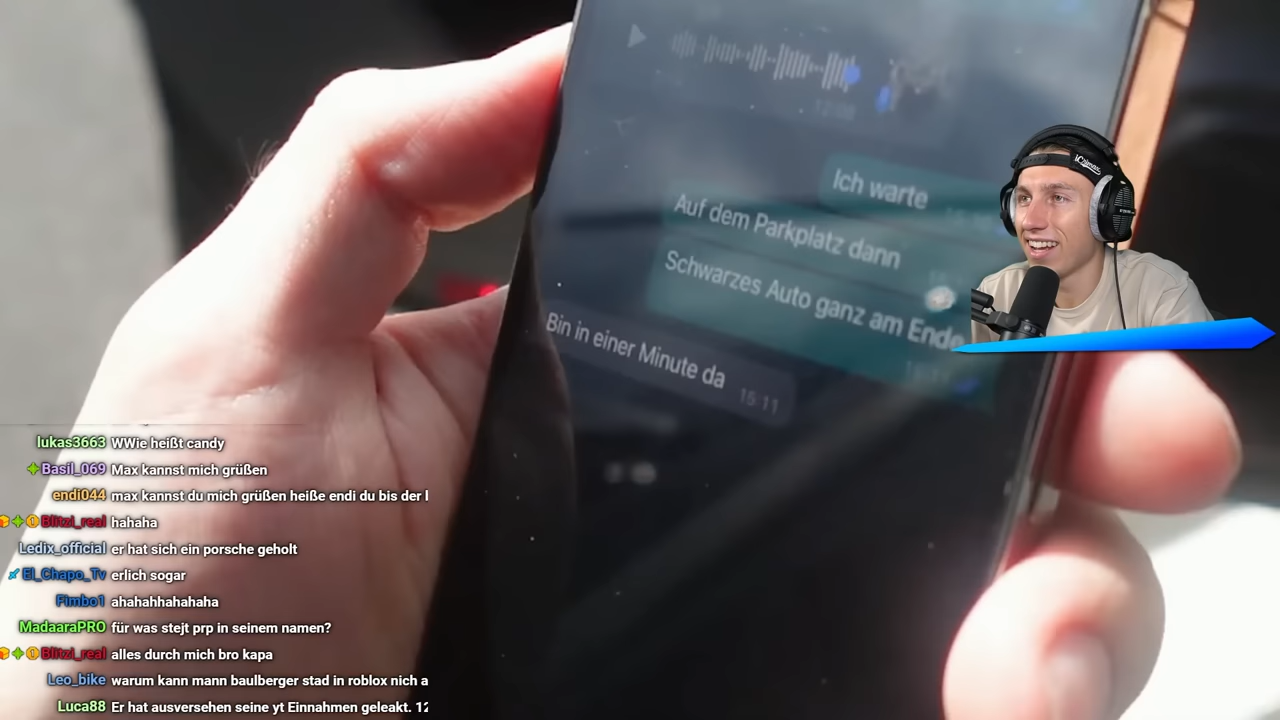 Ich warte
Auf dem Parkplatz dann
Schwarzes Auto ganz am Ende
Bin in einer Minute da
15:11
lukas3663 WWie heißt candy
Basil_069 Max kannst mich grüßen
endi044 max kannst du mich grüßen heiße endi du bis der
Blitzi_real hahaha
Ledix_official er hat sich ein porsche geholt
El_Chapo_Tv erlich sogar
Pimbo1 ahahahhahahaha
MadaaraPRO für was stejt prp in seinem namen?
Blitzi_real alles durch mich bro kapa
Leo_bike warum kann mann baulberger stad in roblox nich a
Luca88 Er hat ausversehen seine yt Einnahmen geleakt. 12